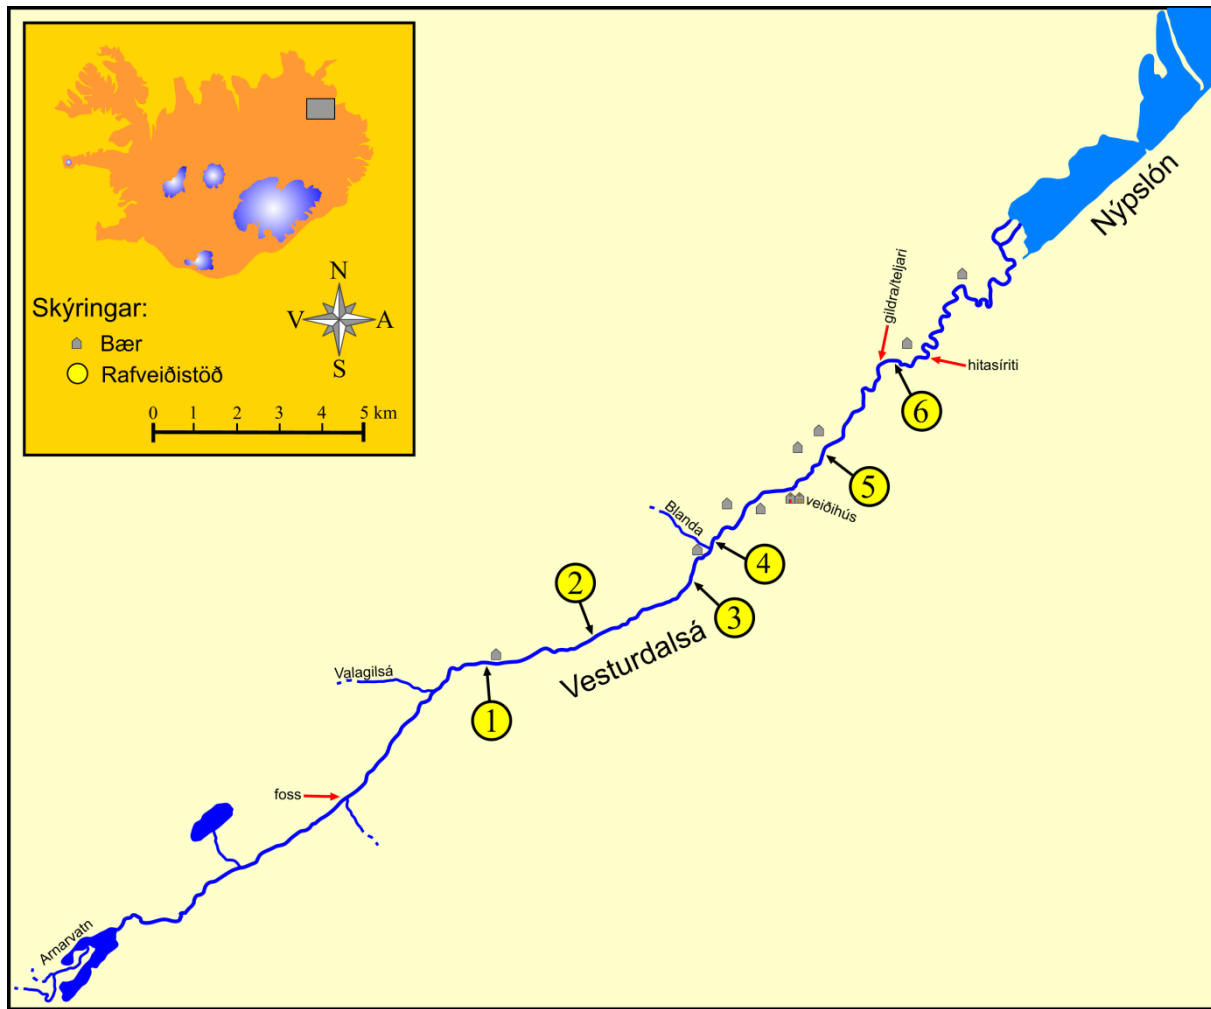 N
V
A
S
Skýringar:
Bær
Rafveiðistöð
0 1 2 3 4 5 km
Nýpslón
gildra/teljari
hitasíriti
6
5
veiðihús
Blanda
4
2
3
Vesturdalsá
Valagilsá
1
foss
Arnarvatn